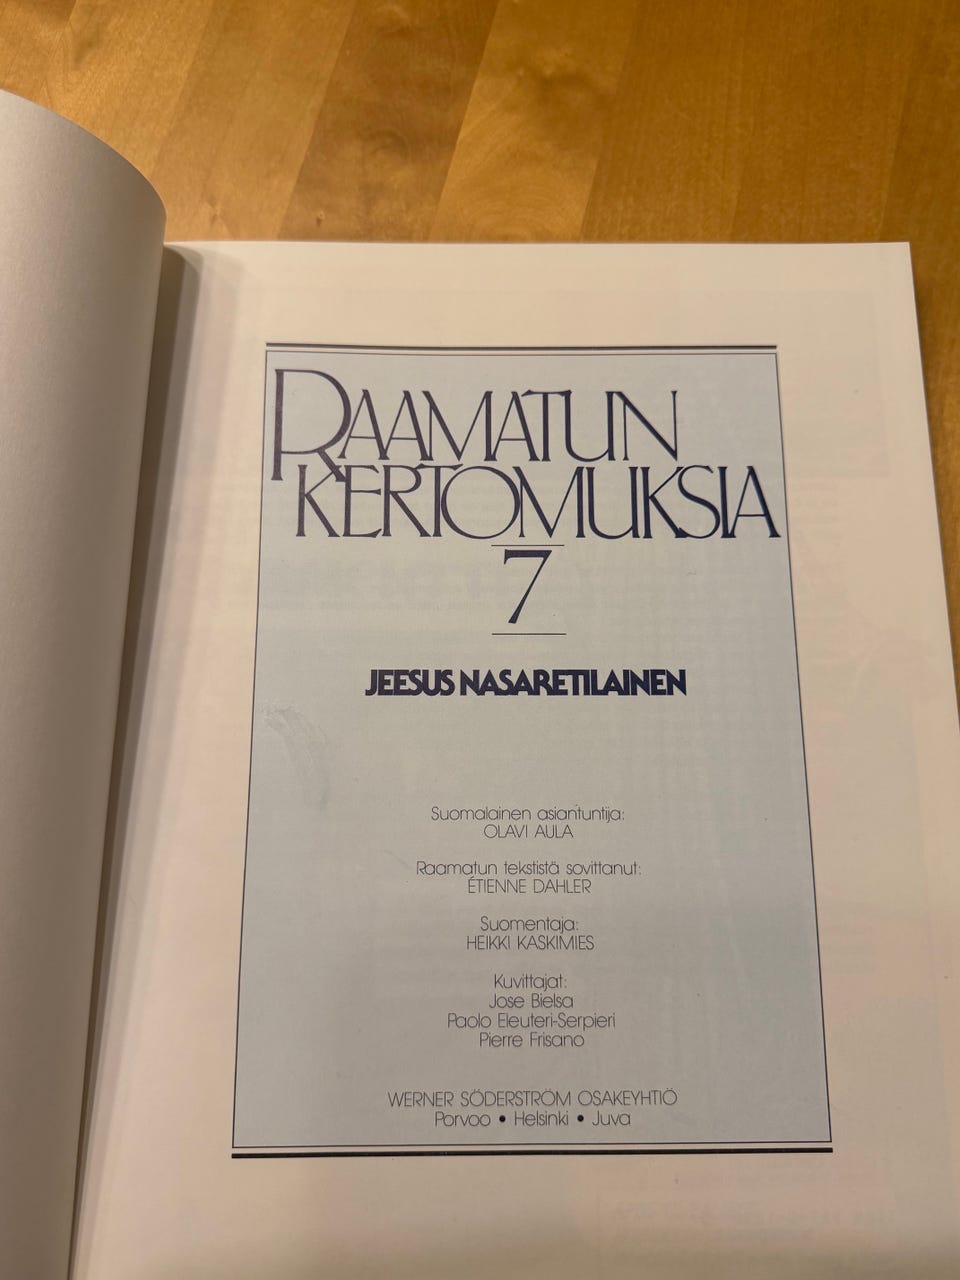 RAAMATUN
KERTOMUKSIA
7
JEESUS NASARETILAINEN
Suomalainen asiantuntija:
OLAVI AULA
Raamatun tekstistä sovittanut:
ÉTIENNE DAHLER
Suomentaja:
HEIKKI KASKIMIES
Kuvittajat:
Jose Bielsa
Paolo Eleuteri-Serpieri
Pierre Frisano
WERNER SÖDERSTRÖM OSAKEYHTIÖ
Porvoo • Helsinki • Juva